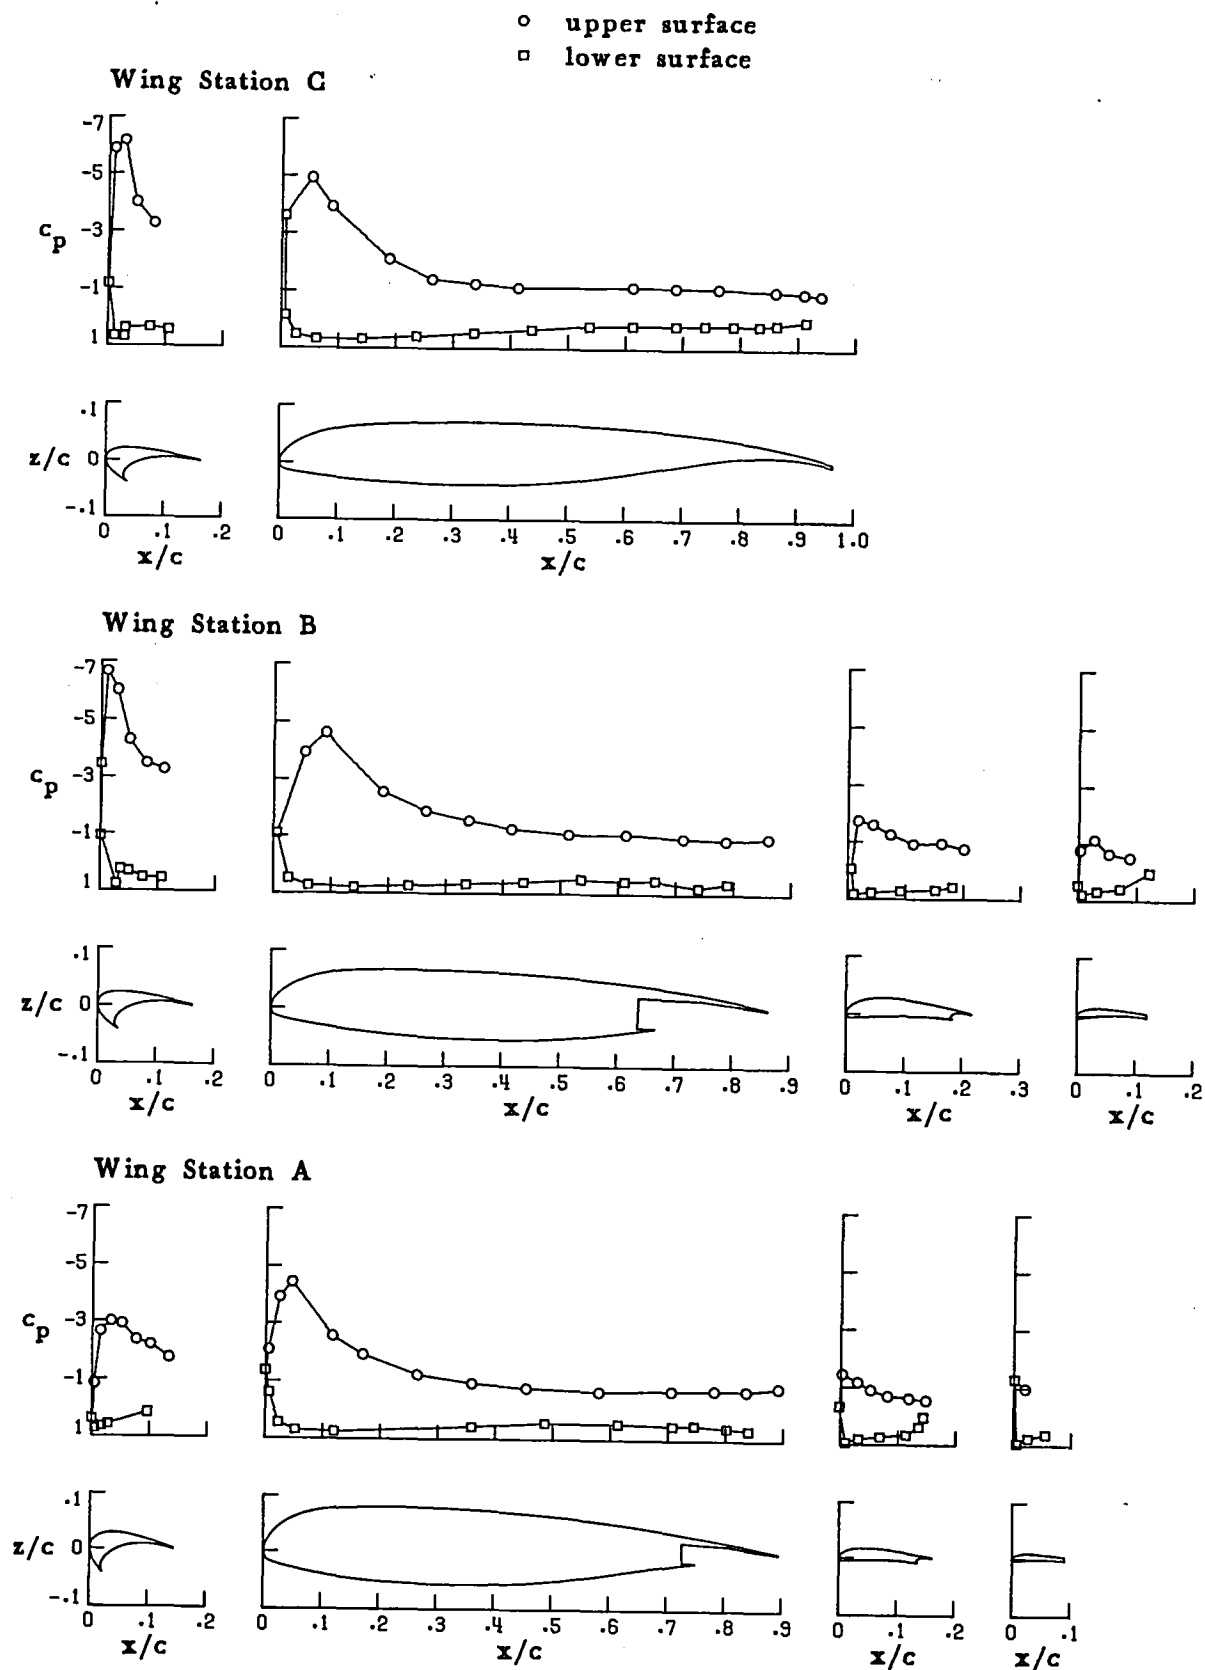 upper surface
lower surface
Wing Station C
-7
-5
-3
-1
1
c_p
.1
0
-.1
z/c
0 .1 .2
x/c
0 .1 .2 .3 .4 .5 .6 .7 .8 .9 1.0
x/c
Wing Station B
-7
-5
-3
-1
1
c_p
.1
0
-.1
z/c
0 .1 .2
x/c
0 .1 .2 .3 .4 .5 .6 .7 .8 .9
x/c
0 .1 .2 .3
x/c
0 .1 .2
x/c
Wing Station A
-7
-5
-3
-1
1
c_p
.1
0
-.1
z/c
0 .1 .2
x/c
0 .1 .2 .3 .4 .5 .6 .7 .8 .9
x/c
0 .1 .2
x/c
0 .1
x/c